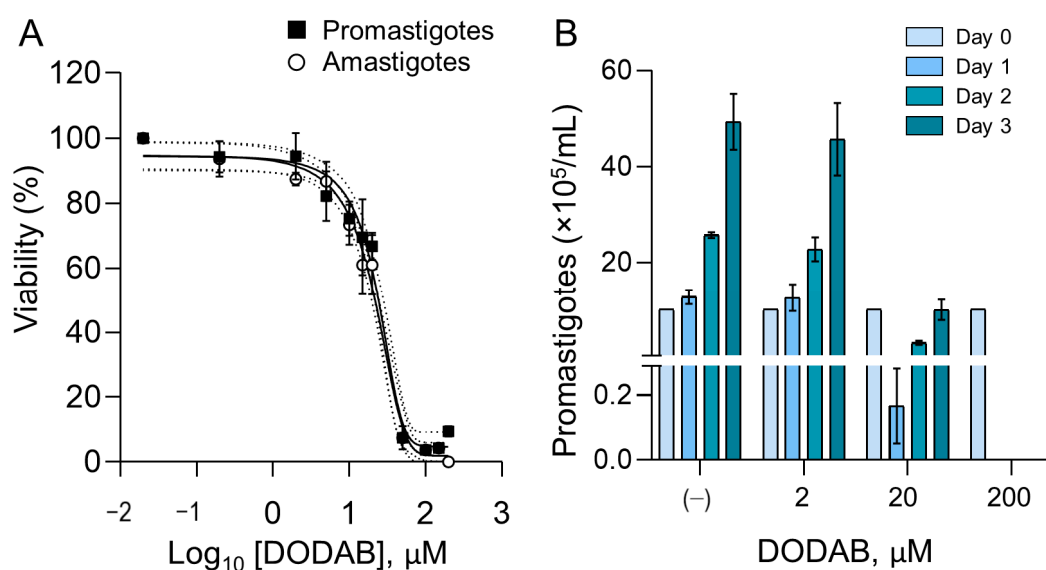 A
Promastigotes
Amastigotes
120
100
80
60
40
20
0
Viability (%)
−2 −1 0 1 2 3
Log₁₀ [DODAB], µM
B
Day 0
Day 1
Day 2
Day 3
60
40
20
0.2
0.0
Promastigotes (×10⁵/mL)
(−) 2 20 200
DODAB, µM